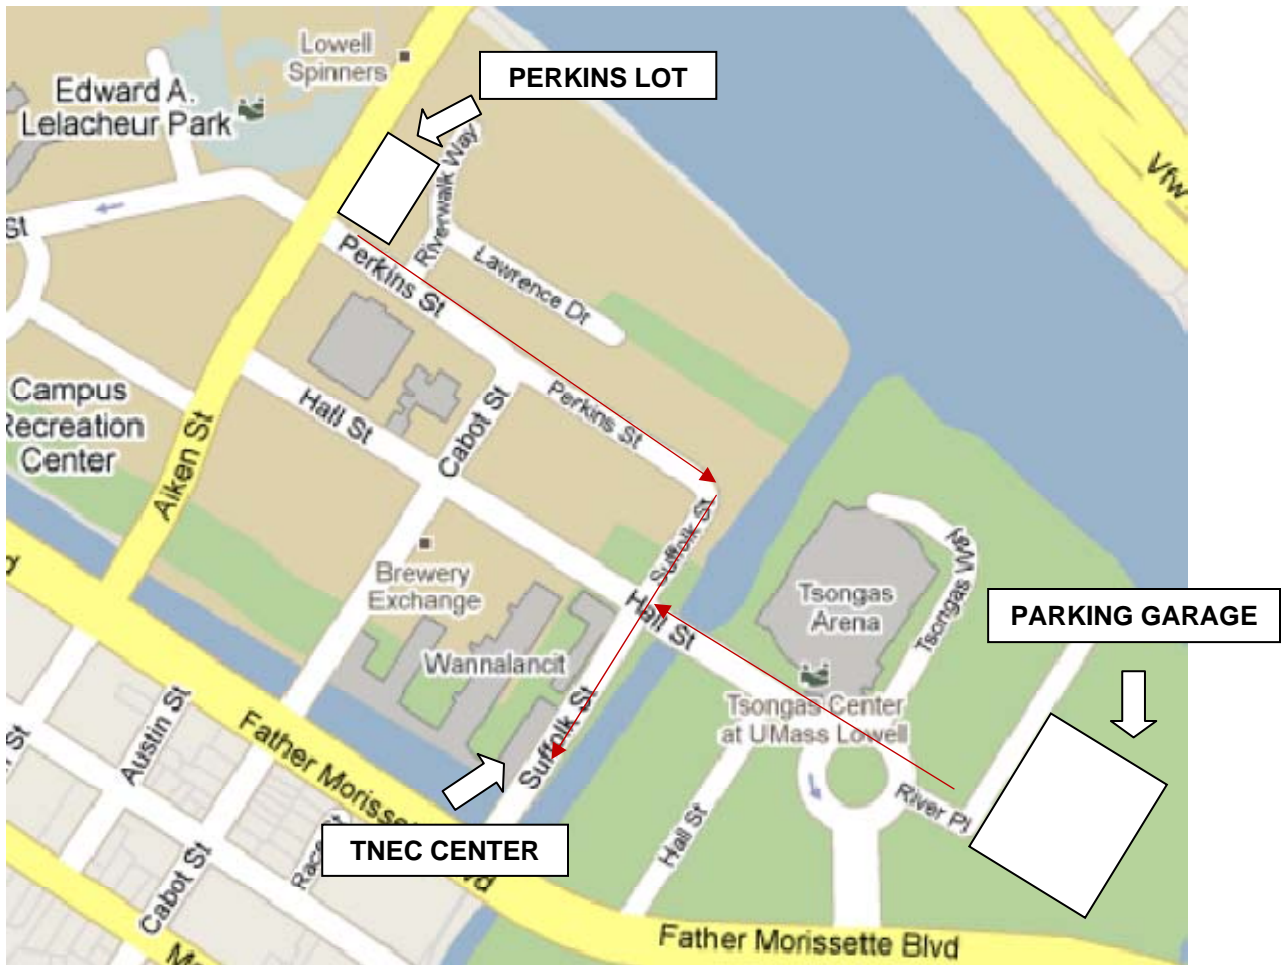 Lowell
Spinners
PERKINS LOT
Edward A.
Lelacheur Park
Riverwalk Way
Vfw
St
Perkins St
Lawrence Dr
Campus
Recreation
Center
Hall St
Cabot St
Perkins St
Aiken St
Suffolk St
Tsongas Way
Brewery
Exchange
Tsongas
Arena
PARKING GARAGE
Hall St
Wannalancit
Tsongas Center
at UMass Lowell
Suffolk St
Austin St
St
Father Morissette Blvd
River Pl
Hall St
TNEC CENTER
Cabot St
Father Morissette Blvd